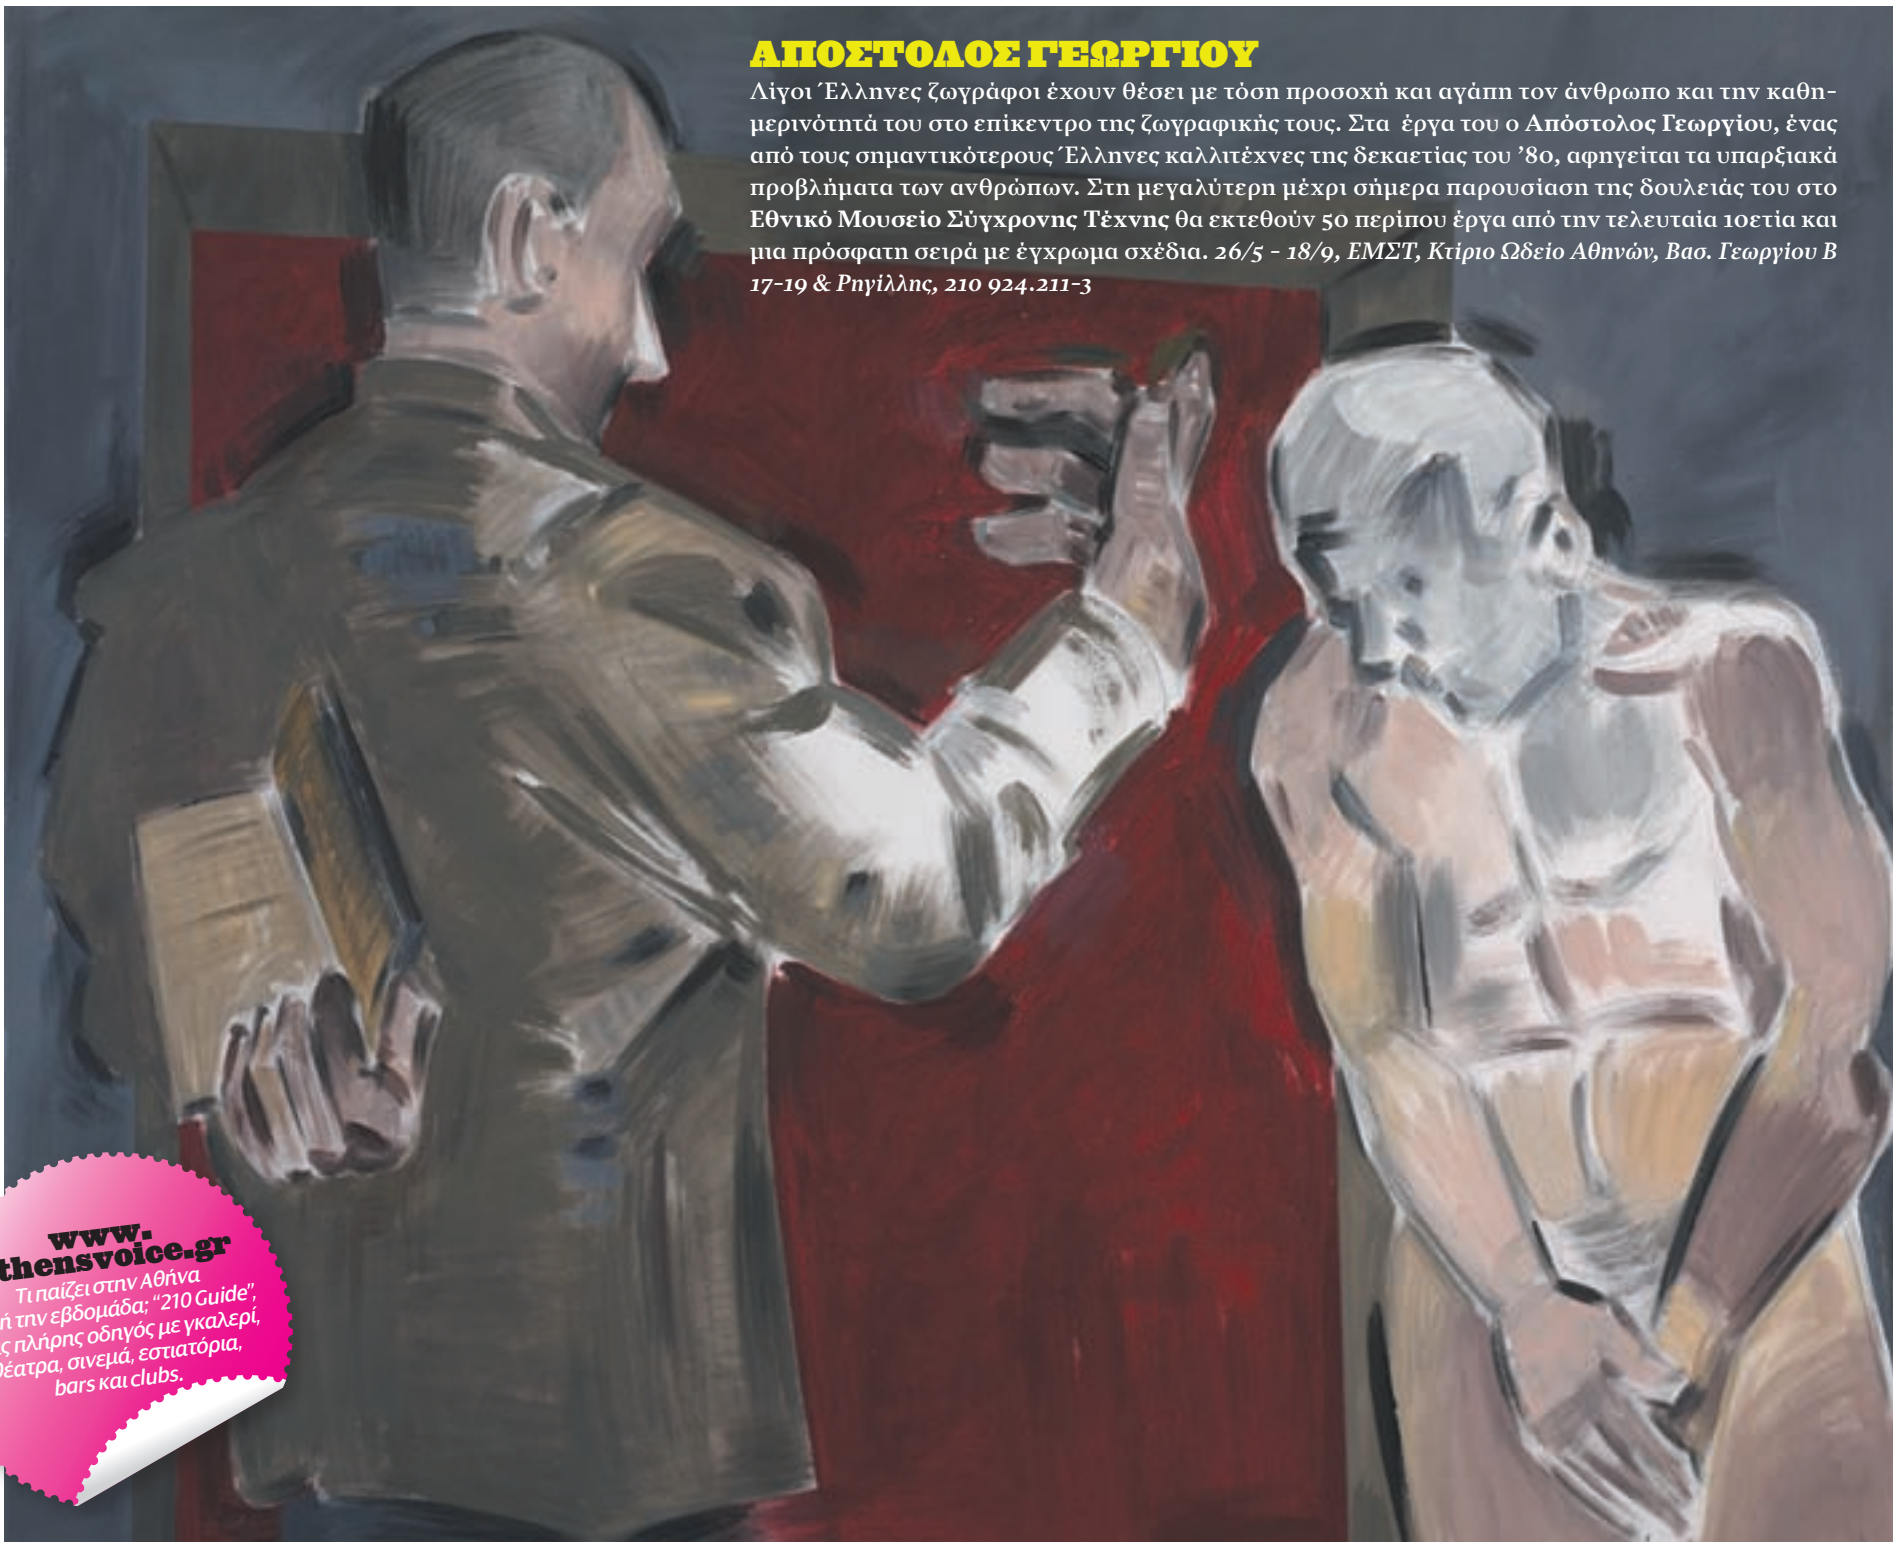 ΑΠΟΣΤΟΛΟΣ ΓΕΩΡΓΙΟΥ
Λίγοι Έλληνες ζωγράφοι έχουν θέσει με τόση προσοχή και αγάπη τον άνθρωπο και την καθη-
μερινότητά του στο επίκεντρο της ζωγραφικής τους. Στα έργα του ο Απόστολος Γεωργίου, ένας
από τους σημαντικότερους Έλληνες καλλιτέχνες της δεκαετίας του ’80, αφηγείται τα υπαρξιακά
προβλήματα των ανθρώπων. Στη μεγαλύτερη μέχρι σήμερα παρουσίαση της δουλειάς του στο
Εθνικό Μουσείο Σύγχρονης Τέχνης θα εκτεθούν 50 περίπου έργα από την τελευταία 10ετία και
μια πρόσφατη σειρά με έγχρωμα σχέδια. 26/5 - 18/9, ΕΜΣΤ, Κτίριο Ωδείο Αθηνών, Βασ. Γεωργίου Β
17-19 & Ρηγίλλης, 210 924.211-3
www.
thensvoice.gr
Τι παίζει στην Αθήνα
ή την εβδομάδα; “210 Guide”,
ς πλήρης οδηγός με γκαλερί,
θέατρα, σινεμά, εστιατόρια,
bars και clubs.